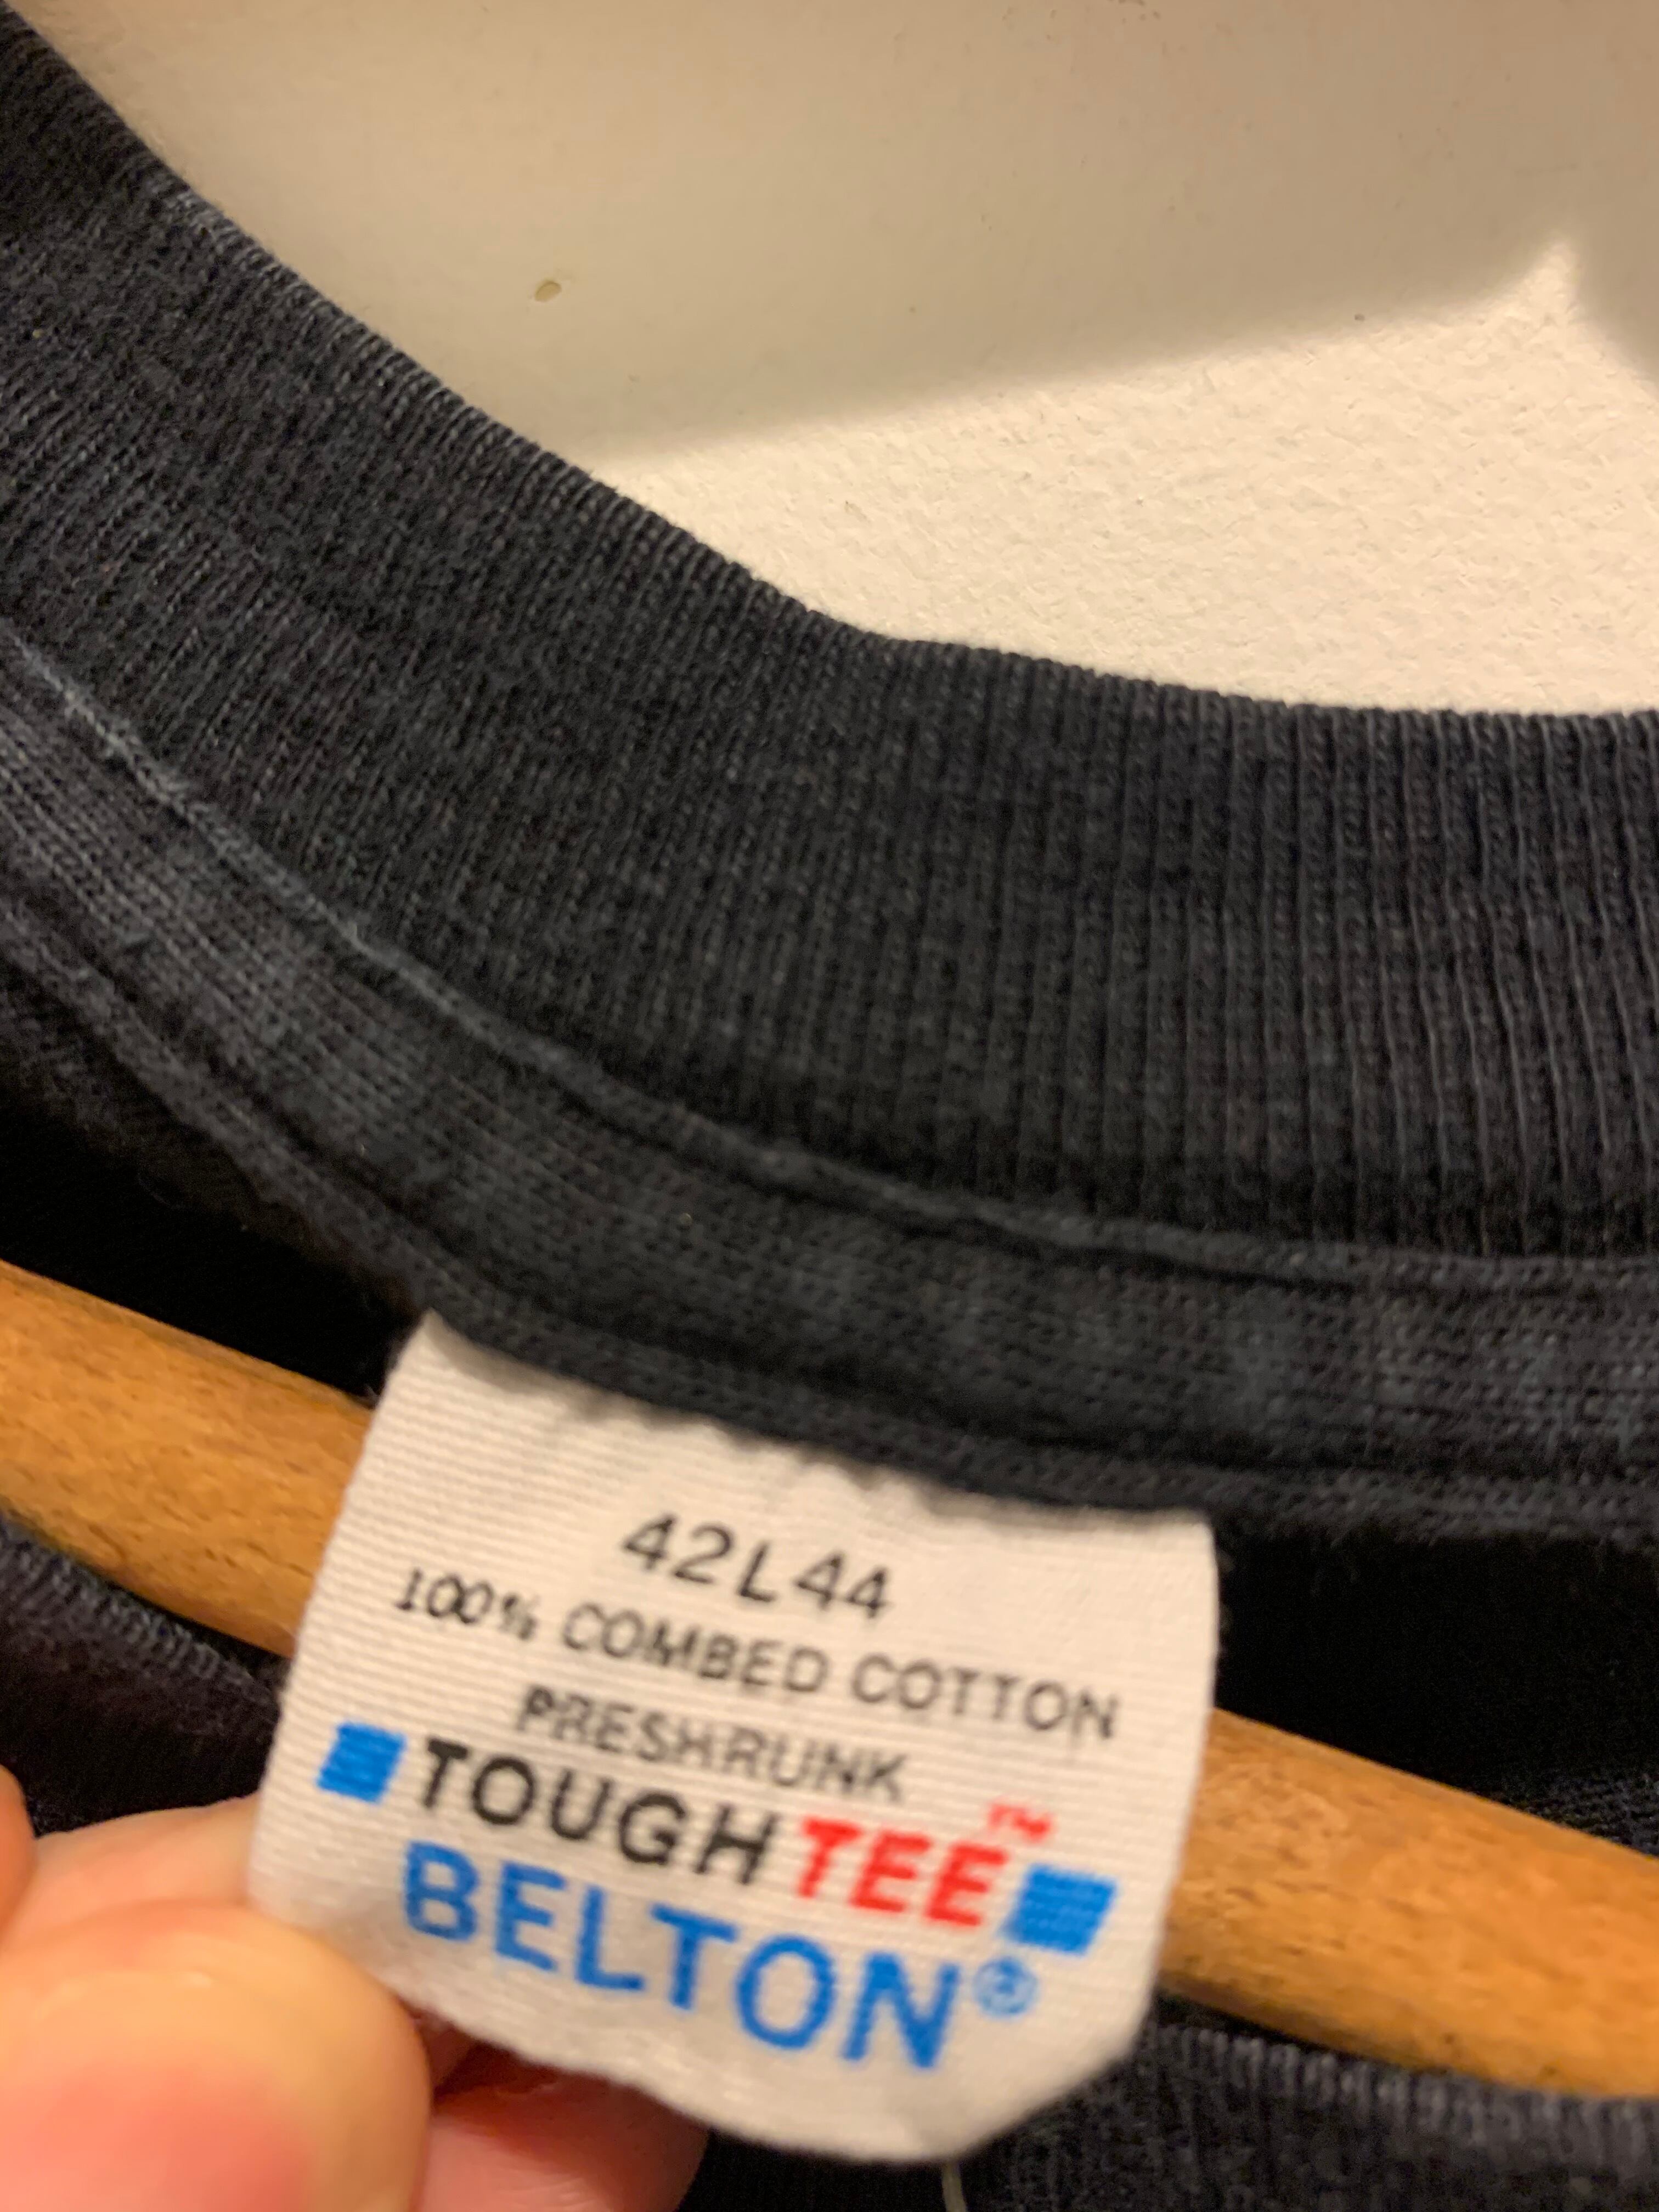 42L44
100% COMBED COTTON
PRESHRUNK
TOUGH TEE™
BELTON®